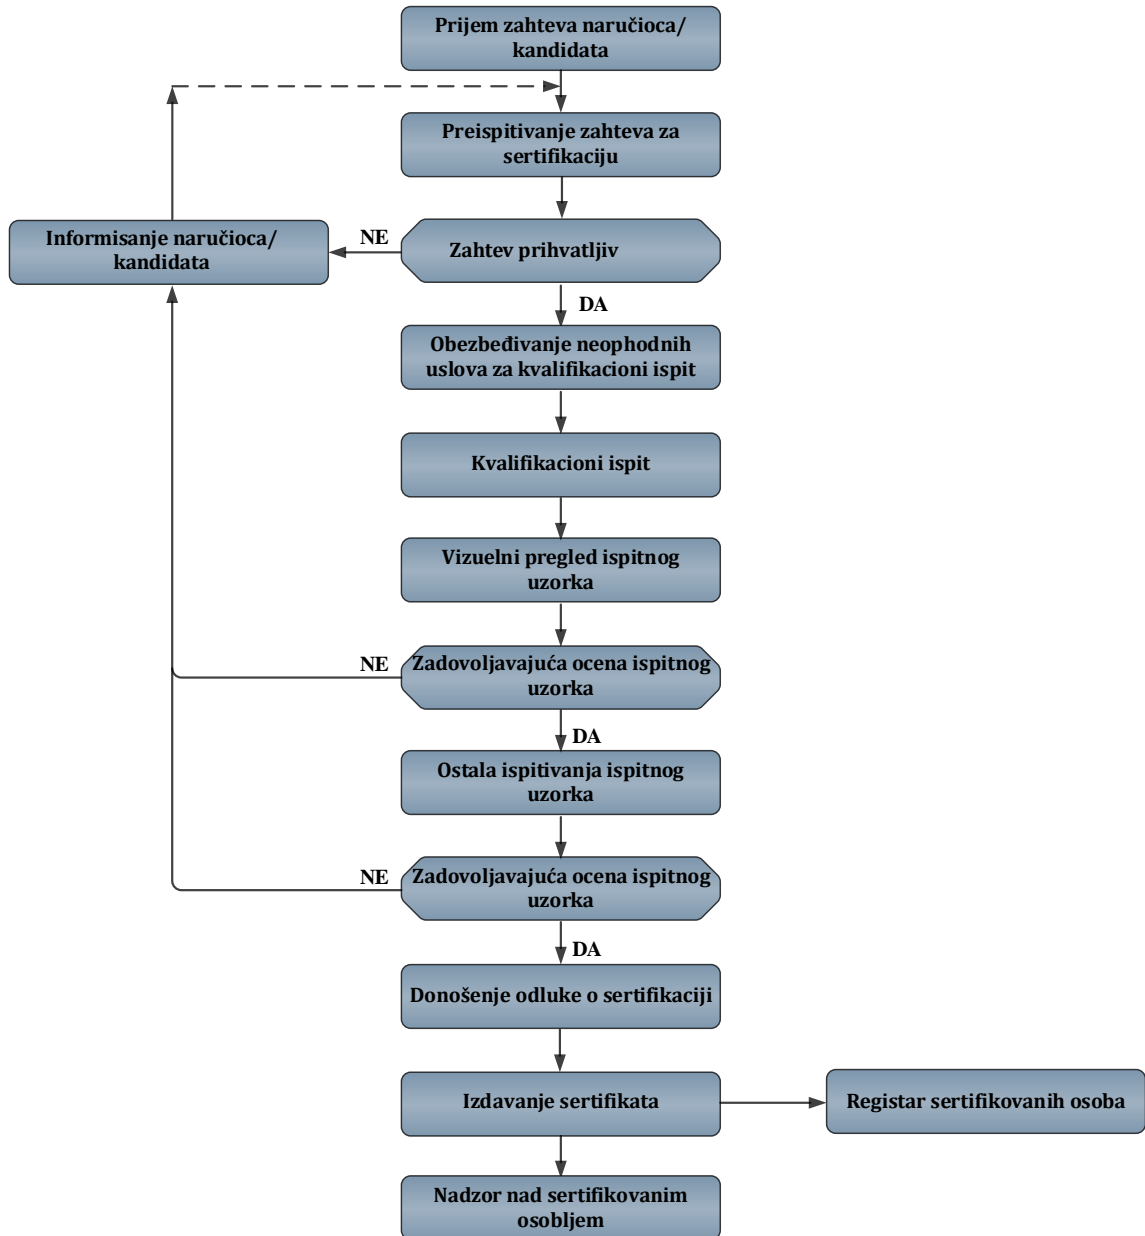 Prijem zahteva naručioca/
kandidata
Preispitivanje zahteva za
sertifikaciju
Informisanje naručioca/
kandidata
NE
Zahtev prihvatljiv
DA
Obezbeđivanje neophodnih
uslova za kvalifikacioni ispit
Kvalifikacioni ispit
Vizuelni pregled ispitnog
uzorka
NE
Zadovoljavajuća ocena ispitnog
uzorka
DA
Ostala ispitivanja ispitnog
uzorka
NE
Zadovoljavajuća ocena ispitnog
uzorka
DA
Donošenje odluke o sertifikaciji
Izdavanje sertifikata
Registar sertifikovanih osoba
Nadzor nad sertifikovanim
osobljem